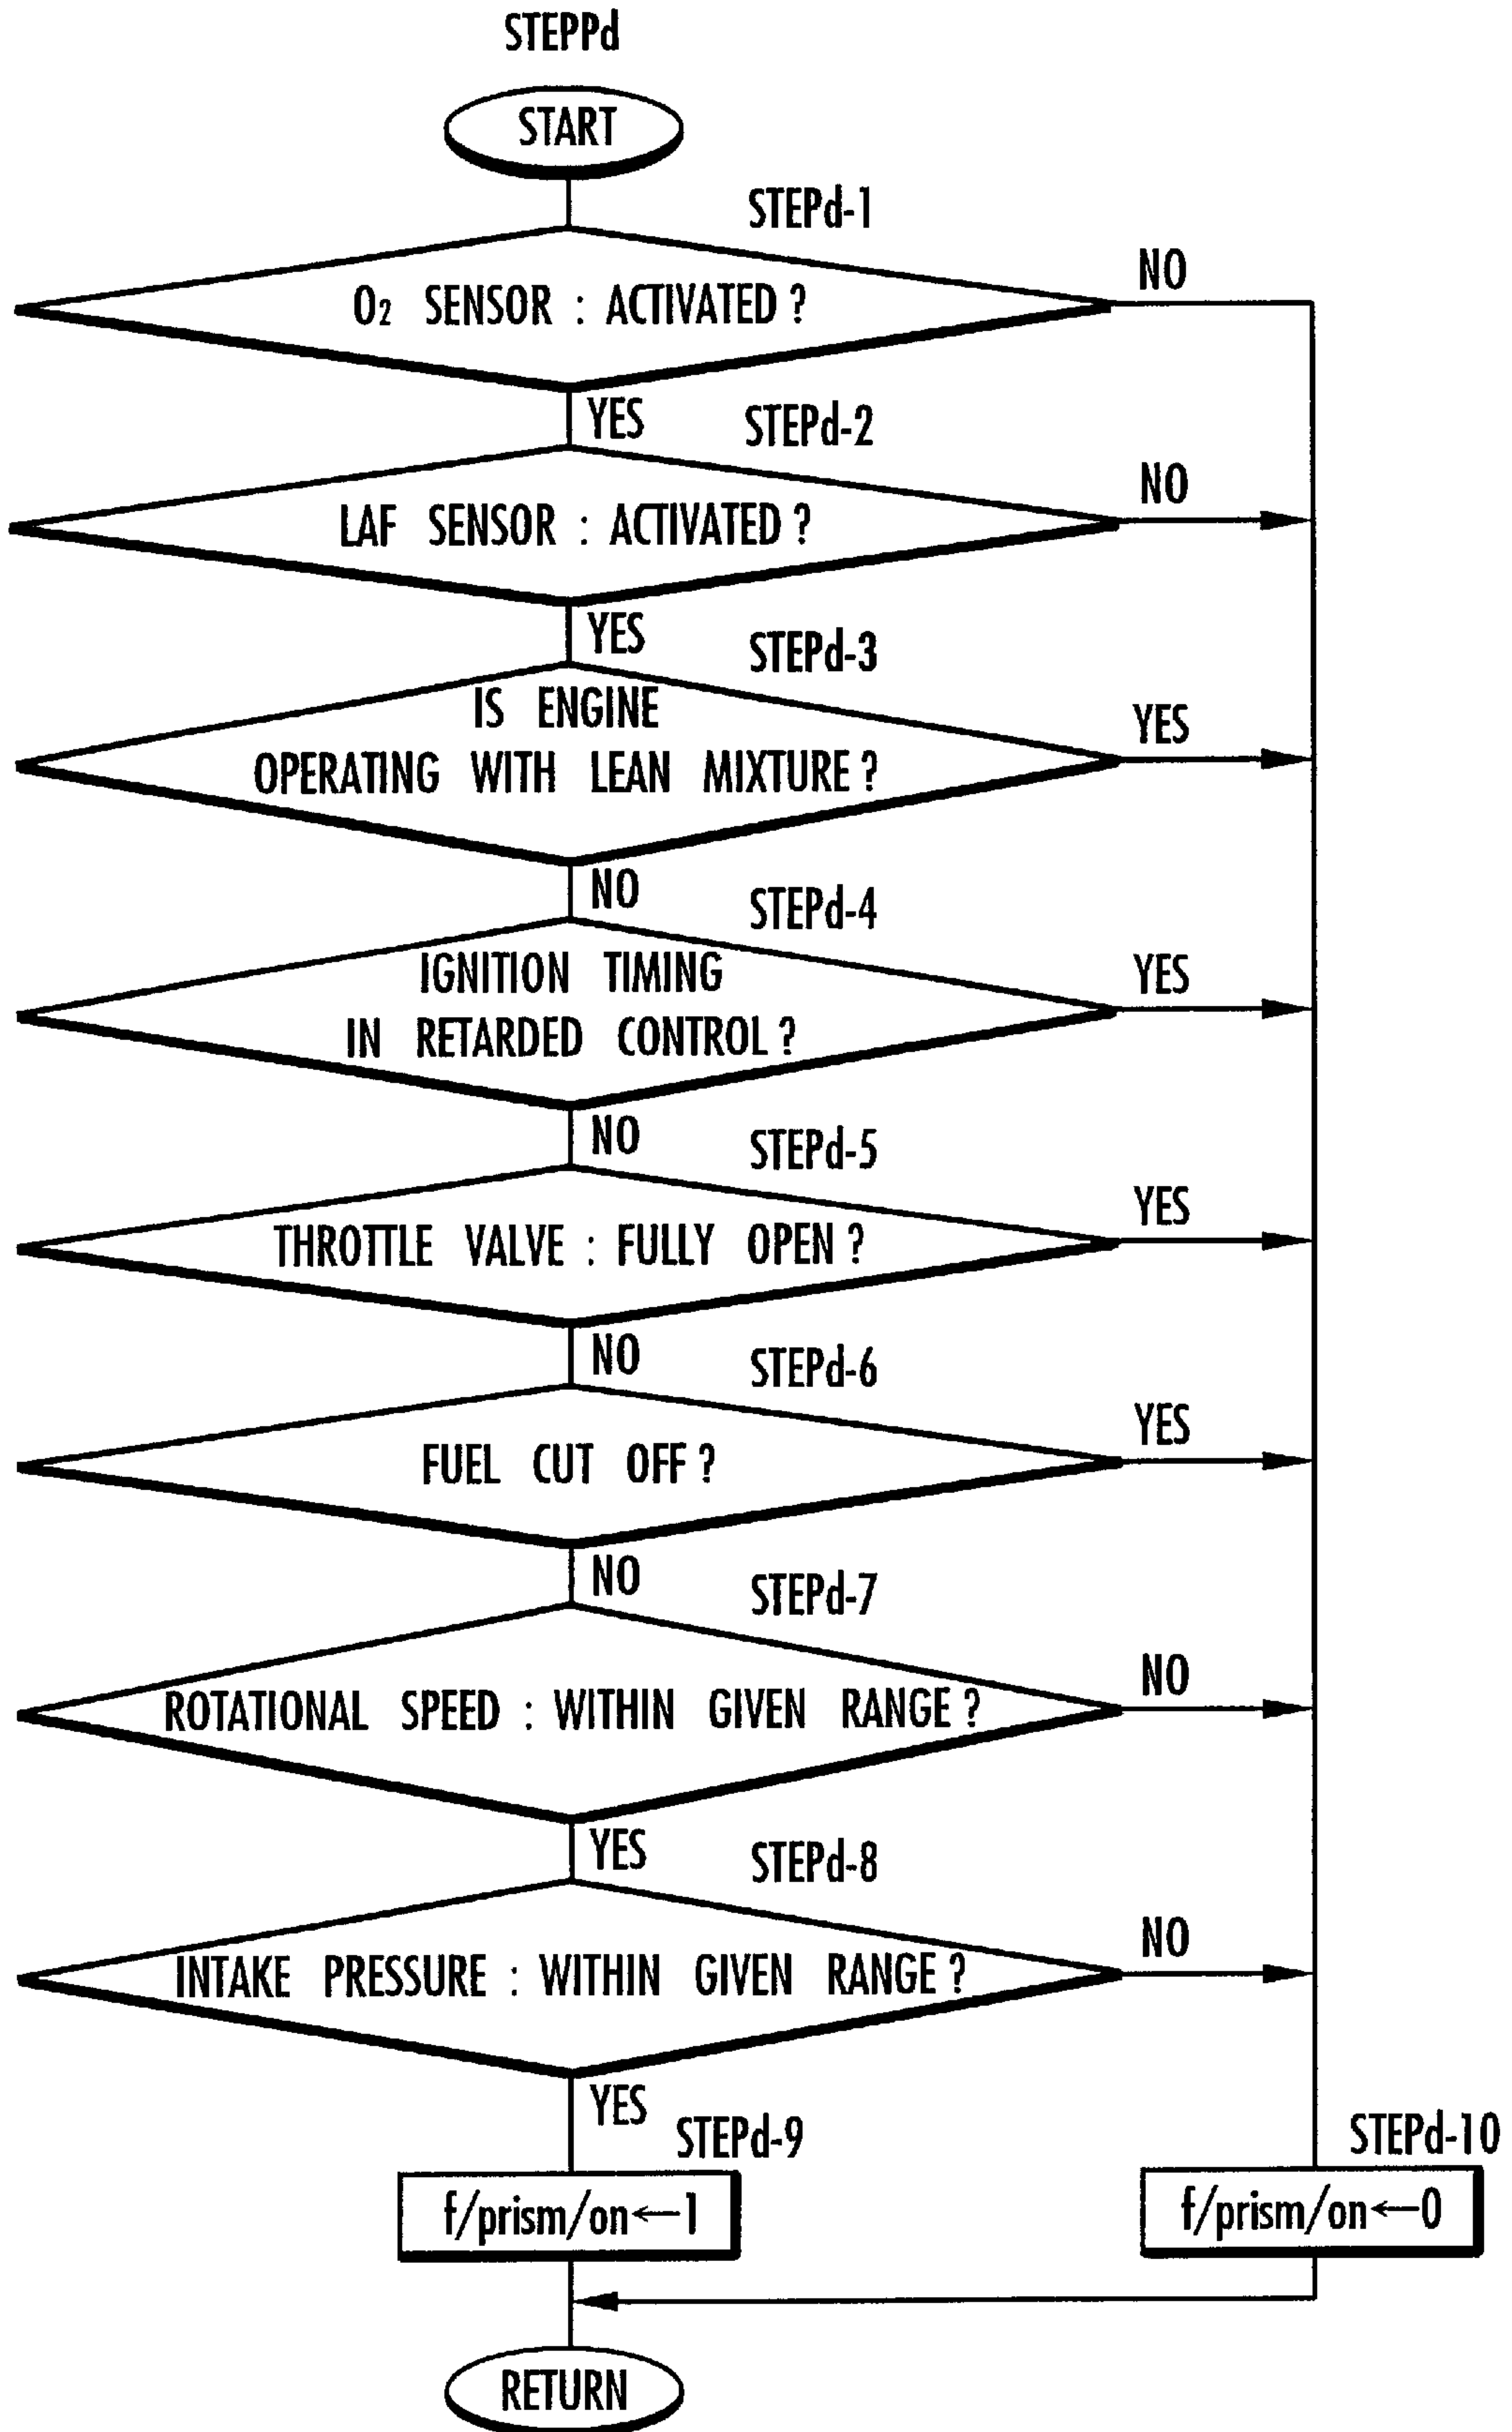 STEPPd
START
STEPd-1
O2 SENSOR : ACTIVATED ?
NO
YES
STEPd-2
LAF SENSOR : ACTIVATED ?
NO
YES
STEPd-3
IS ENGINE
OPERATING WITH LEAN MIXTURE ?
YES
NO
STEPd-4
IGNITION TIMING
IN RETARDED CONTROL ?
YES
NO
STEPd-5
THROTTLE VALVE : FULLY OPEN ?
YES
NO
STEPd-6
FUEL CUT OFF ?
YES
NO
STEPd-7
ROTATIONAL SPEED : WITHIN GIVEN RANGE ?
NO
YES
STEPd-8
INTAKE PRESSURE : WITHIN GIVEN RANGE ?
NO
YES
STEPd-9
f/prism/on←1
STEPd-10
f/prism/on←0
RETURN